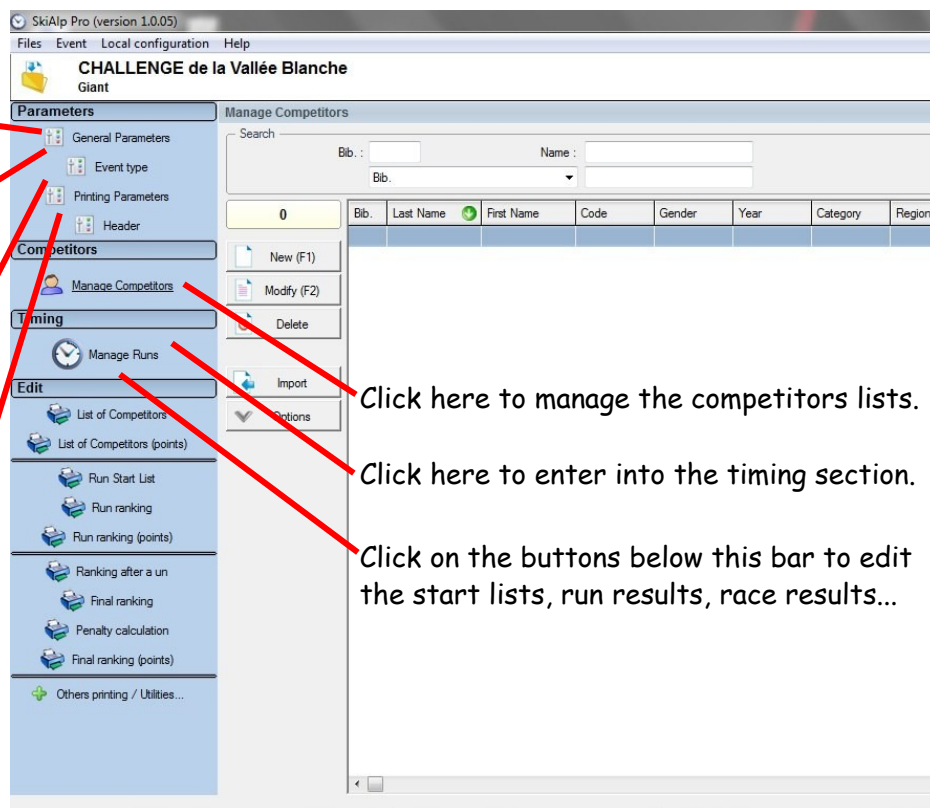 SkiAlp Pro (version 1.0.05)
Files Event Local configuration Help
CHALLENGE de la Vallée Blanche
Giant
Parameters
General Parameters
Event type
Printing Parameters
Header
Competitors
Manage Competitors
Timing
Manage Runs
Edit
List of Competitors
List of Competitors (points)
Run Start List
Run ranking
Run ranking (points)
Ranking after a un
Final ranking
Penalty calculation
Final ranking (points)
Others printing / Utilities...
Manage Competitors
Search
Bib. : Name :
Bib.
0
New (F1)
Modify (F2)
Delete
Import
Options
Bib. Last Name First Name Code Gender Year Category Region
Click here to manage the competitors lists.
Click here to enter into the timing section.
Click on the buttons below this bar to edit
the start lists, run results, race results...